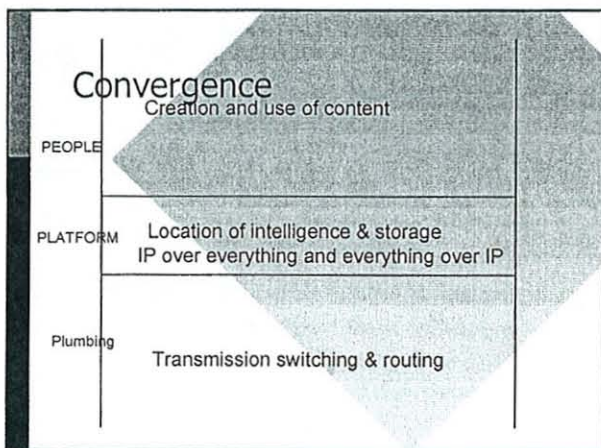 Convergence
Creation and use of content
PEOPLE
PLATFORM
Location of intelligence & storage
IP over everything and everything over IP
Plumbing
Transmission switching & routing